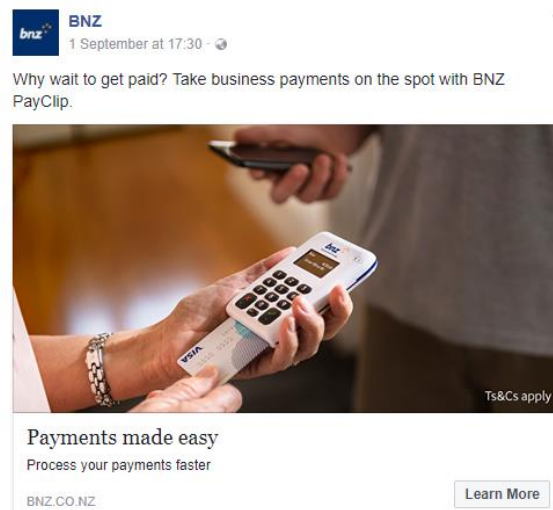 bnz
BNZ
1 September at 17:30 ·
Why wait to get paid? Take business payments on the spot with BNZ
PayClip.
bnz
VISA
Ts&Cs apply
Payments made easy
Process your payments faster
BNZ.CO.NZ
Learn More